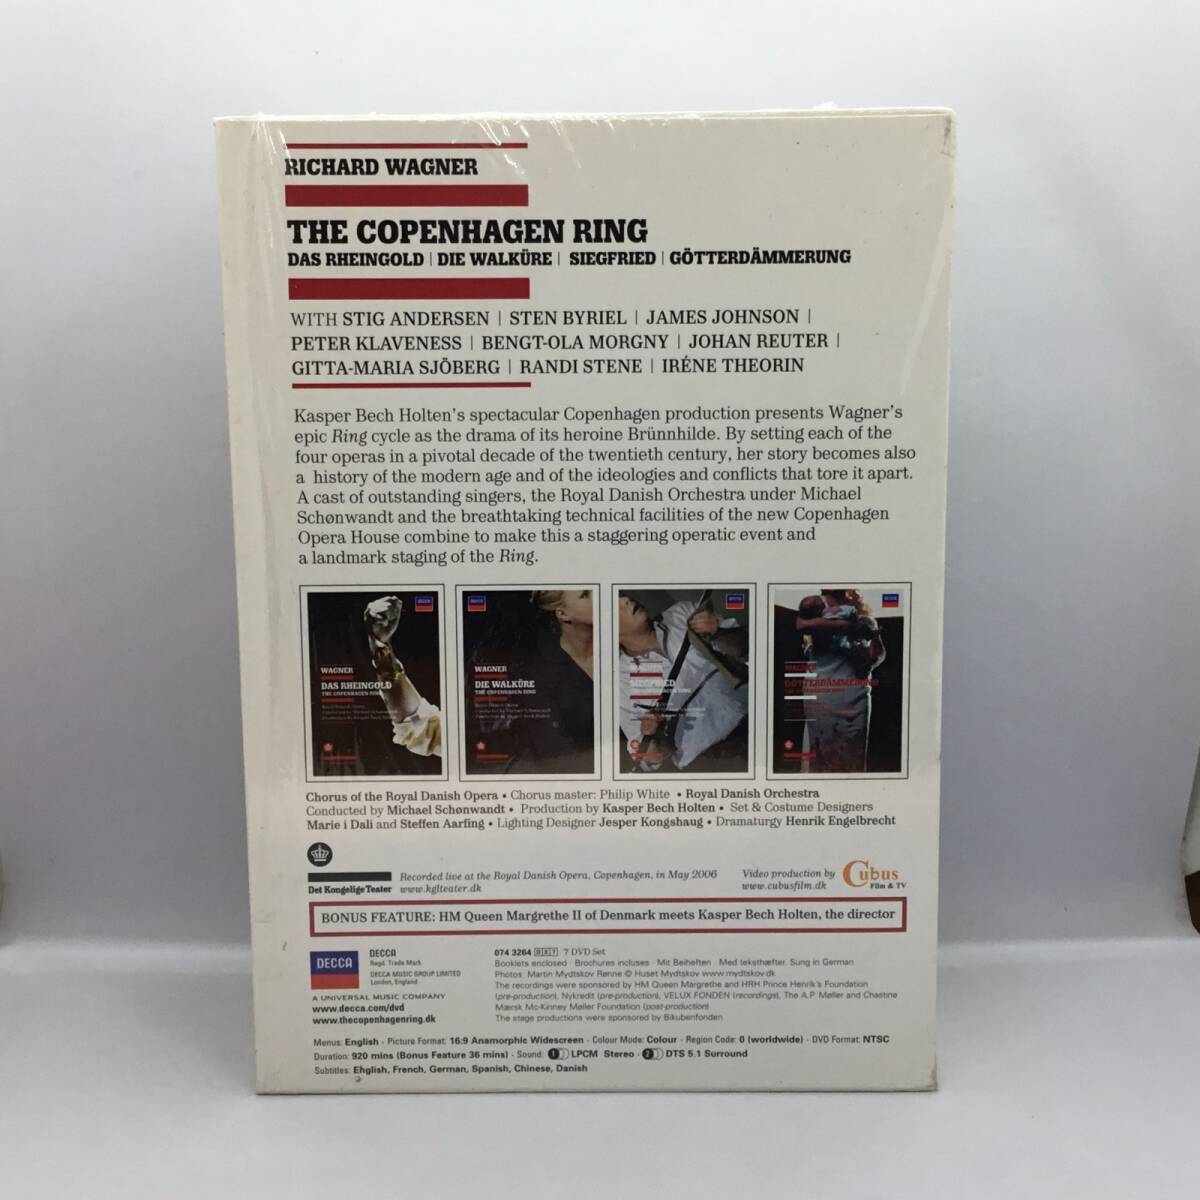 RICHARD WAGNER
THE COPENHAGEN RING
DAS RHEINGOLD | DIE WALKÜRE | SIEGFRIED | GÖTTERDÄMMERUNG
WITH STIG ANDERSEN | STEN BYRIEL | JAMES JOHNSON |
PETER KLAVENESS | BENGT-OLA MORGNY | JOHAN REUTER |
GITTA-MARIA SJÖBERG | RANDI STENE | IRÉNE THEORIN
Kasper Bech Holten's spectacular Copenhagen production presents Wagner's
epic Ring cycle as the drama of its heroine Brünnhilde. By setting each of the
four operas in a pivotal decade of the twentieth century, her story becomes also
a history of the modern age and of the ideologies and conflicts that tore it apart.
A cast of outstanding singers, the Royal Danish Orchestra under Michael
Schønwandt and the breathtaking technical facilities of the new Copenhagen
Opera House combine to make this a staggering operatic event and
a landmark staging of the Ring.
WAGNER
DAS RHEINGOLD
THE COPENHAGEN RING
WAGNER
DIE WALKÜRE
THE COPENHAGEN RING
WAGNER
SIEGFRIED
GÖTTERDÄMMERUNG
Chorus of the Royal Danish Opera • Chorus master: Philip White • Royal Danish Orchestra
Conducted by Michael Schønwandt • Production by Kasper Bech Holten • Set & Costume Designers
Marie i Dali and Steffen Aarfing • Lighting Designer Jesper Kongshaug • Dramaturgy Henrik Engelbrecht
Det Kongelige Teater
Recorded live at the Royal Danish Opera, Copenhagen, in May 2006
www.kglteater.dk
Video production by
www.cubusfilm.dk
Cubus
Film & TV
BONUS FEATURE: HM Queen Margrethe II of Denmark meets Kasper Bech Holten, the director
DECCA
DECCA
Regd. Trade Mark
DECCA MUSIC GROUP LIMITED
London, England
A UNIVERSAL MUSIC COMPANY
www.decca.com/dvd
www.thecopenhagenring.dk
074 3264 7 DVD Set
Booklets enclosed · Brochures incluses · Mit Beiheften · Med teksthæfter. Sung in German
Photos: Martin Mydtskov Rønne © Huset Mydtskov www.mydtskov.dk
The recordings were sponsored by HM Queen Margrethe and HRH Prince Henrik's Foundation
(pre-production), Nykredit (pre-production), VELUX FONDEN (recordings), The A.P. Møller and Chastine
Mærsk Mc-Kinney Møller Foundation (post-production)
The stage productions were sponsored by Bikubenfonden
Menus: English · Picture Format: 16:9 Anamorphic Widescreen · Colour Mode: Colour · Region Code: 0 (worldwide) · DVD Format: NTSC
Duration: 920 mins (Bonus Feature 36 mins) · Sound: 1 LPCM Stereo · 2 DTS 5.1 Surround
Subtitles: English, French, German, Spanish, Chinese, Danish